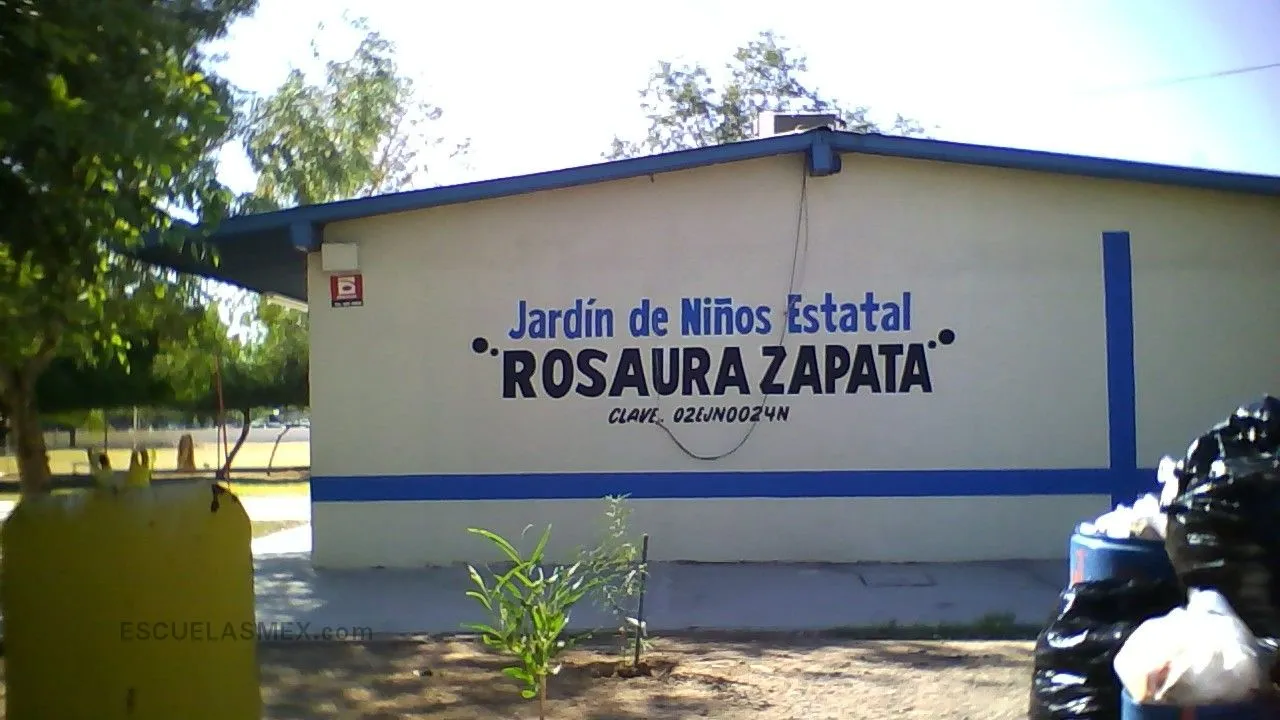 Jardín de Niños Estatal
"ROSAURA ZAPATA"
CLAVE. 02EJN0024N
ESCUELASMEX.com